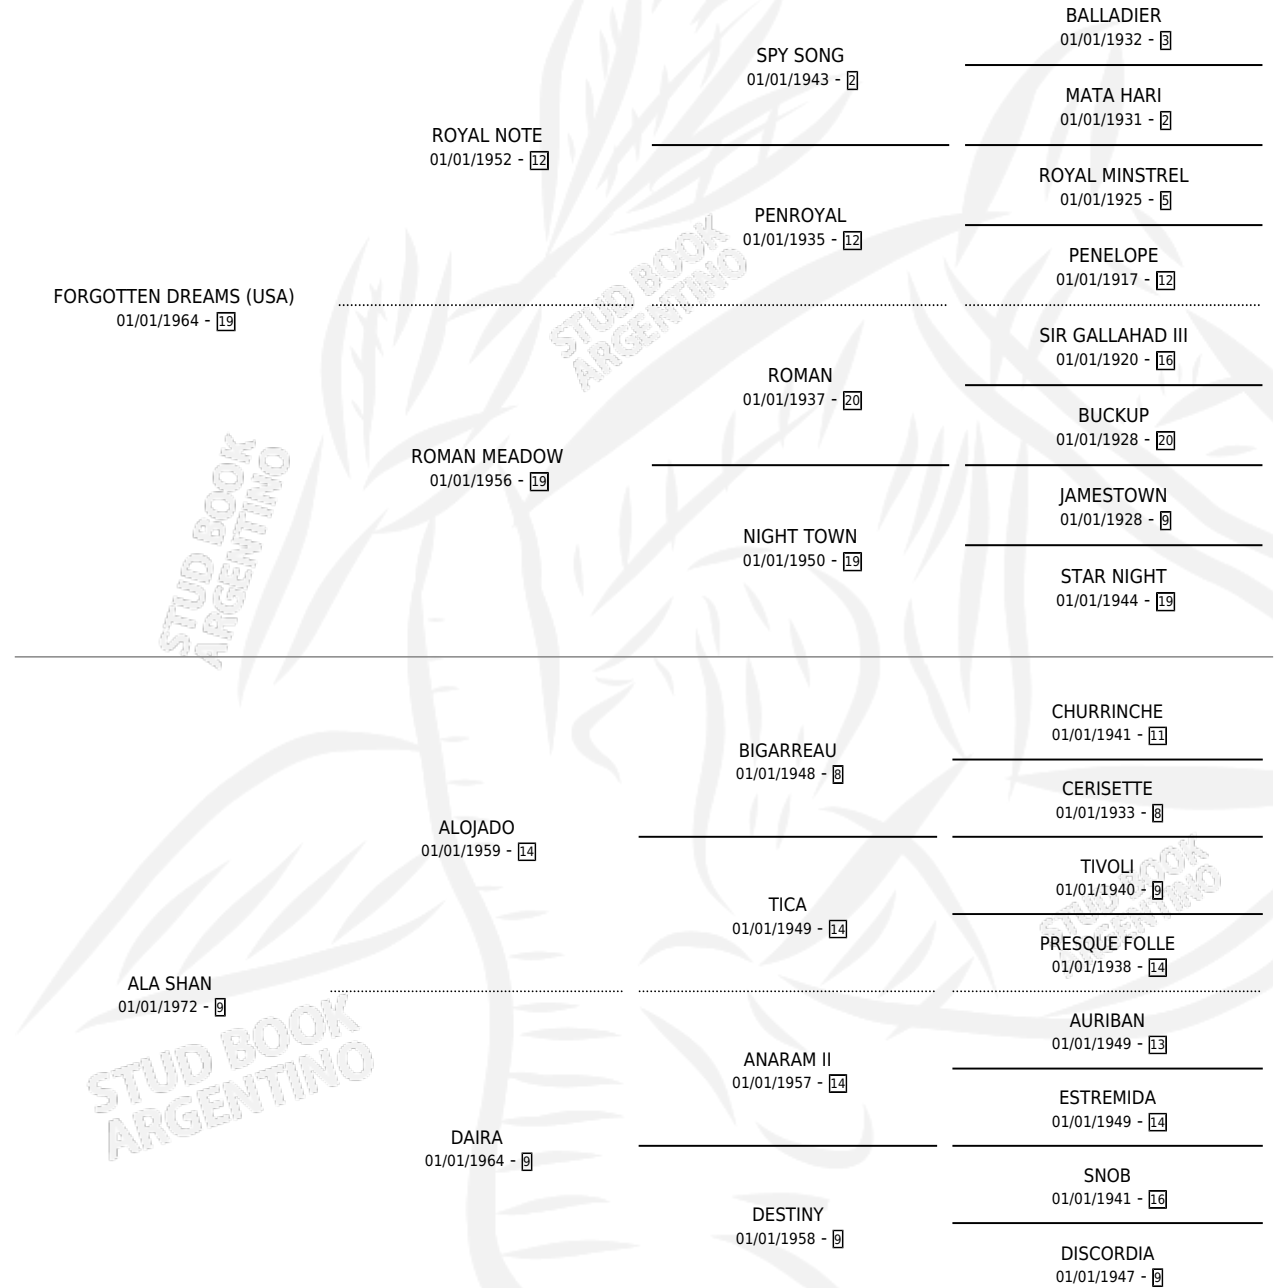 BALLADIER
01/01/1932 - 3
SPY SONG
01/01/1943 - 2
MATA HARI
01/01/1931 - 2
ROYAL NOTE
01/01/1952 - 12
ROYAL MINSTREL
01/01/1925 - 5
PENROYAL
01/01/1935 - 12
PENELOPE
01/01/1917 - 12
FORGOTTEN DREAMS (USA)
01/01/1964 - 19
SIR GALLAHAD III
01/01/1920 - 16
ROMAN
01/01/1937 - 20
BUCKUP
01/01/1928 - 20
ROMAN MEADOW
01/01/1956 - 19
JAMESTOWN
01/01/1928 - 9
NIGHT TOWN
01/01/1950 - 19
STAR NIGHT
01/01/1944 - 19
STUD BOOK
ARGENTINO
STUD BOOK
ARGENTINO
CHURRINCHE
01/01/1941 - 11
BIGARREAU
01/01/1948 - 8
CERISETTE
01/01/1933 - 8
ALOJADO
01/01/1959 - 14
TIVOLI
01/01/1940 - 9
TICA
01/01/1949 - 14
PRESQUE FOLLE
01/01/1938 - 14
STUD BOOK
ARGENTINO
ALA SHAN
01/01/1972 - 9
AURIBAN
01/01/1949 - 13
ANARAM II
01/01/1957 - 14
ESTREMIDA
01/01/1949 - 14
STUD BOOK
ARGENTINO
DAIRA
01/01/1964 - 9
SNOB
01/01/1941 - 16
DESTINY
01/01/1958 - 9
DISCORDIA
01/01/1947 - 9